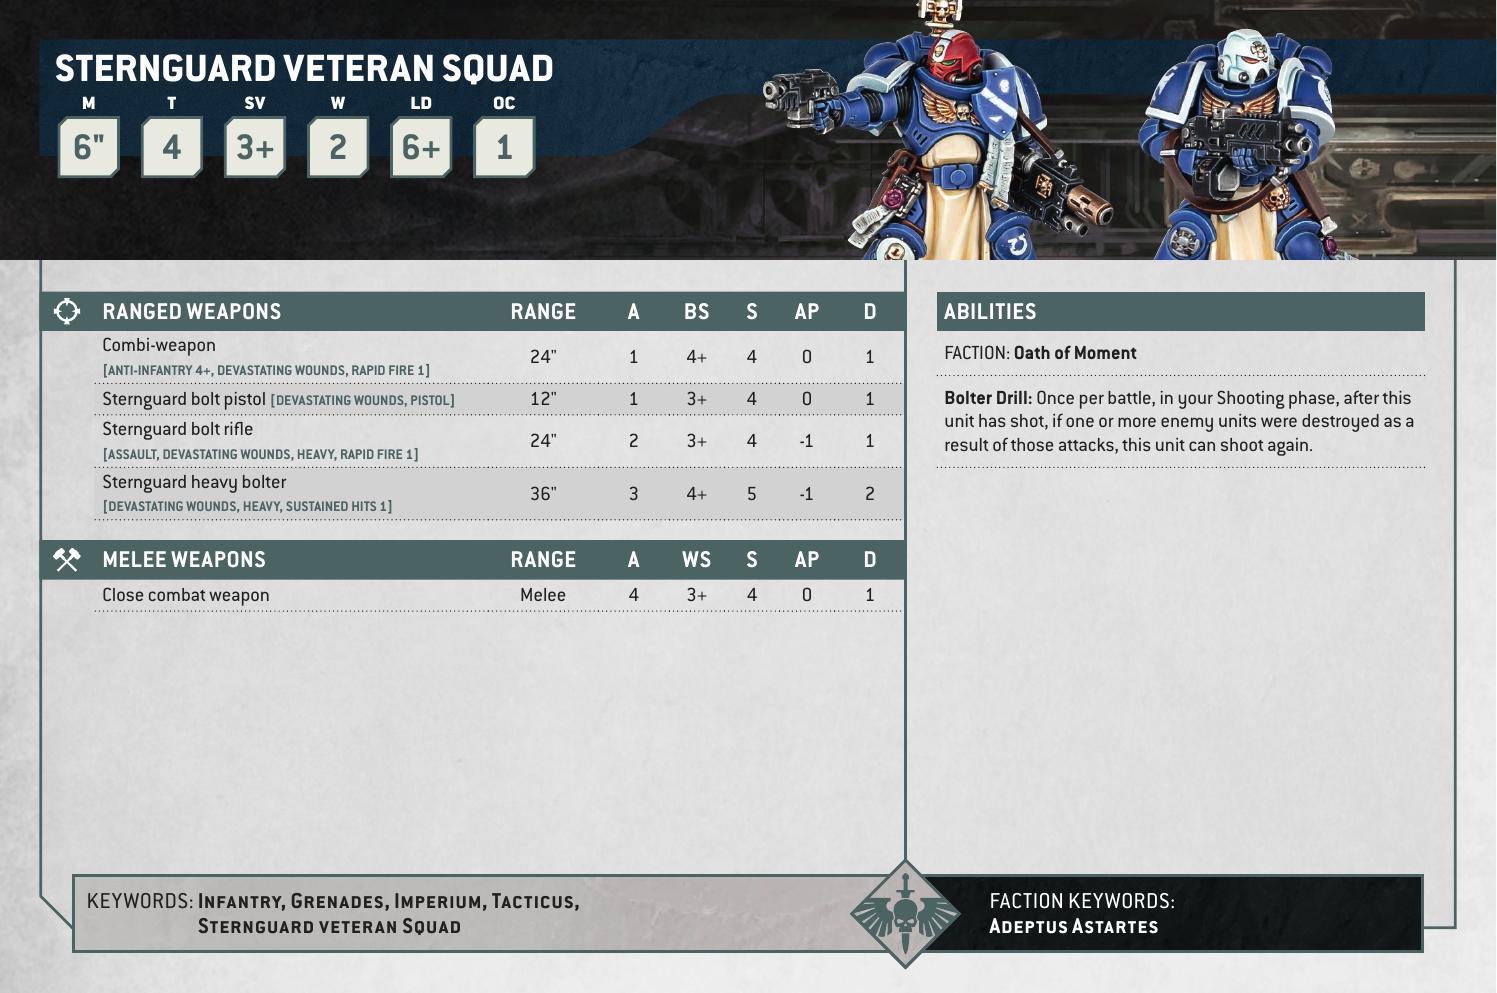 STERNGUARD VETERAN SQUAD
M T SV W LD OC
6" 4 3+ 2 6+ 1
RANGED WEAPONS RANGE A BS S AP D
Combi-weapon 24" 1 4+ 4 0 1
[ANTI-INFANTRY 4+, DEVASTATING WOUNDS, RAPID FIRE 1]
Sternguard bolt pistol [DEVASTATING WOUNDS, PISTOL] 12" 1 3+ 4 0 1
Sternguard bolt rifle 24" 2 3+ 4 -1 1
[ASSAULT, DEVASTATING WOUNDS, HEAVY, RAPID FIRE 1]
Sternguard heavy bolter 36" 3 4+ 5 -1 2
[DEVASTATING WOUNDS, HEAVY, SUSTAINED HITS 1]
MELEE WEAPONS RANGE A WS S AP D
Close combat weapon Melee 4 3+ 4 0 1
ABILITIES
FACTION: Oath of Moment
Bolter Drill: Once per battle, in your Shooting phase, after this
unit has shot, if one or more enemy units were destroyed as a
result of those attacks, this unit can shoot again.
KEYWORDS: INFANTRY, GRENADES, IMPERIUM, TACTICUS,
STERNGUARD VETERAN SQUAD
FACTION KEYWORDS:
ADEPTUS ASTARTES